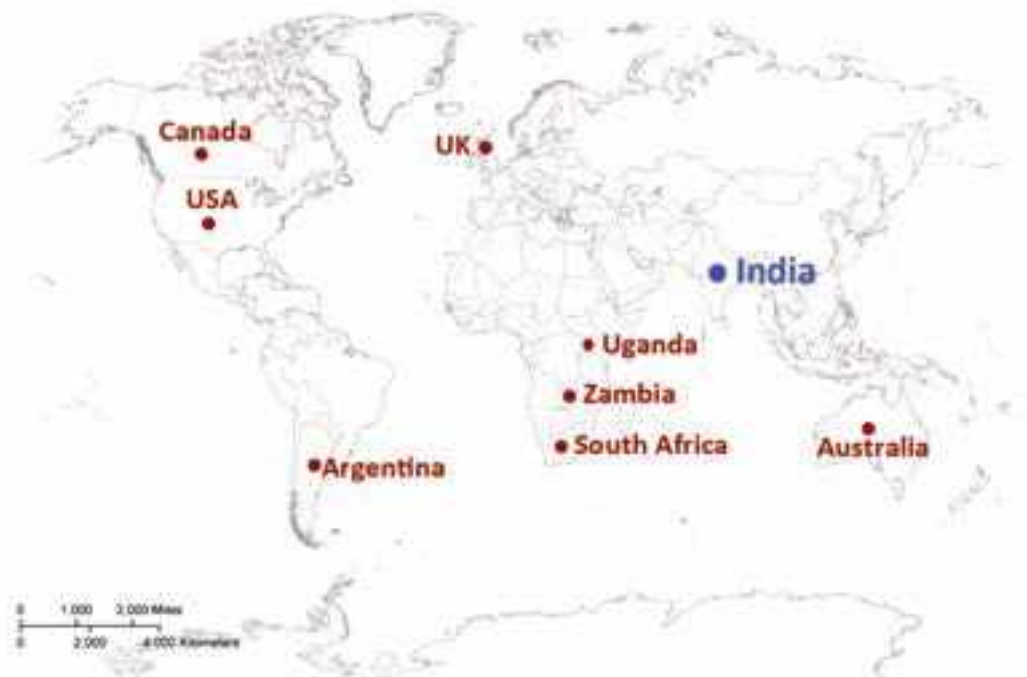 Canada
UK
USA
India
Uganda
Zambia
South Africa
Australia
Argentina
0 1 000 2 000 Miles
0 2 000 4 000 Kilometers